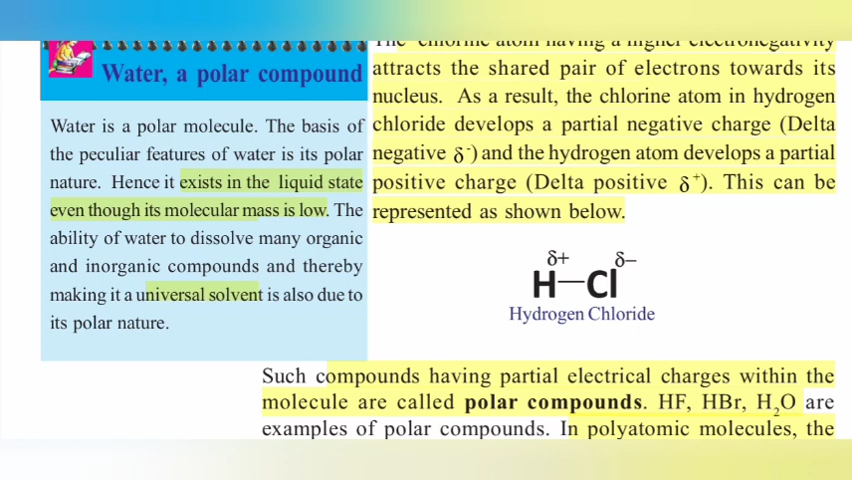 Water, a polar compound
Water is a polar molecule. The basis of
the peculiar features of water is its polar
nature. Hence it exists in the liquid state
even though its molecular mass is low. The
ability of water to dissolve many organic
and inorganic compounds and thereby
making it a universal solvent is also due to
its polar nature.
The chlorine atom having a higher electronegativity
attracts the shared pair of electrons towards its
nucleus. As a result, the chlorine atom in hydrogen
chloride develops a partial negative charge (Delta
negative δ⁻) and the hydrogen atom develops a partial
positive charge (Delta positive δ⁺). This can be
represented as shown below.
δ+ δ–
H—Cl
Hydrogen Chloride
Such compounds having partial electrical charges within the
molecule are called polar compounds. HF, HBr, H₂O are
examples of polar compounds. In polyatomic molecules, the